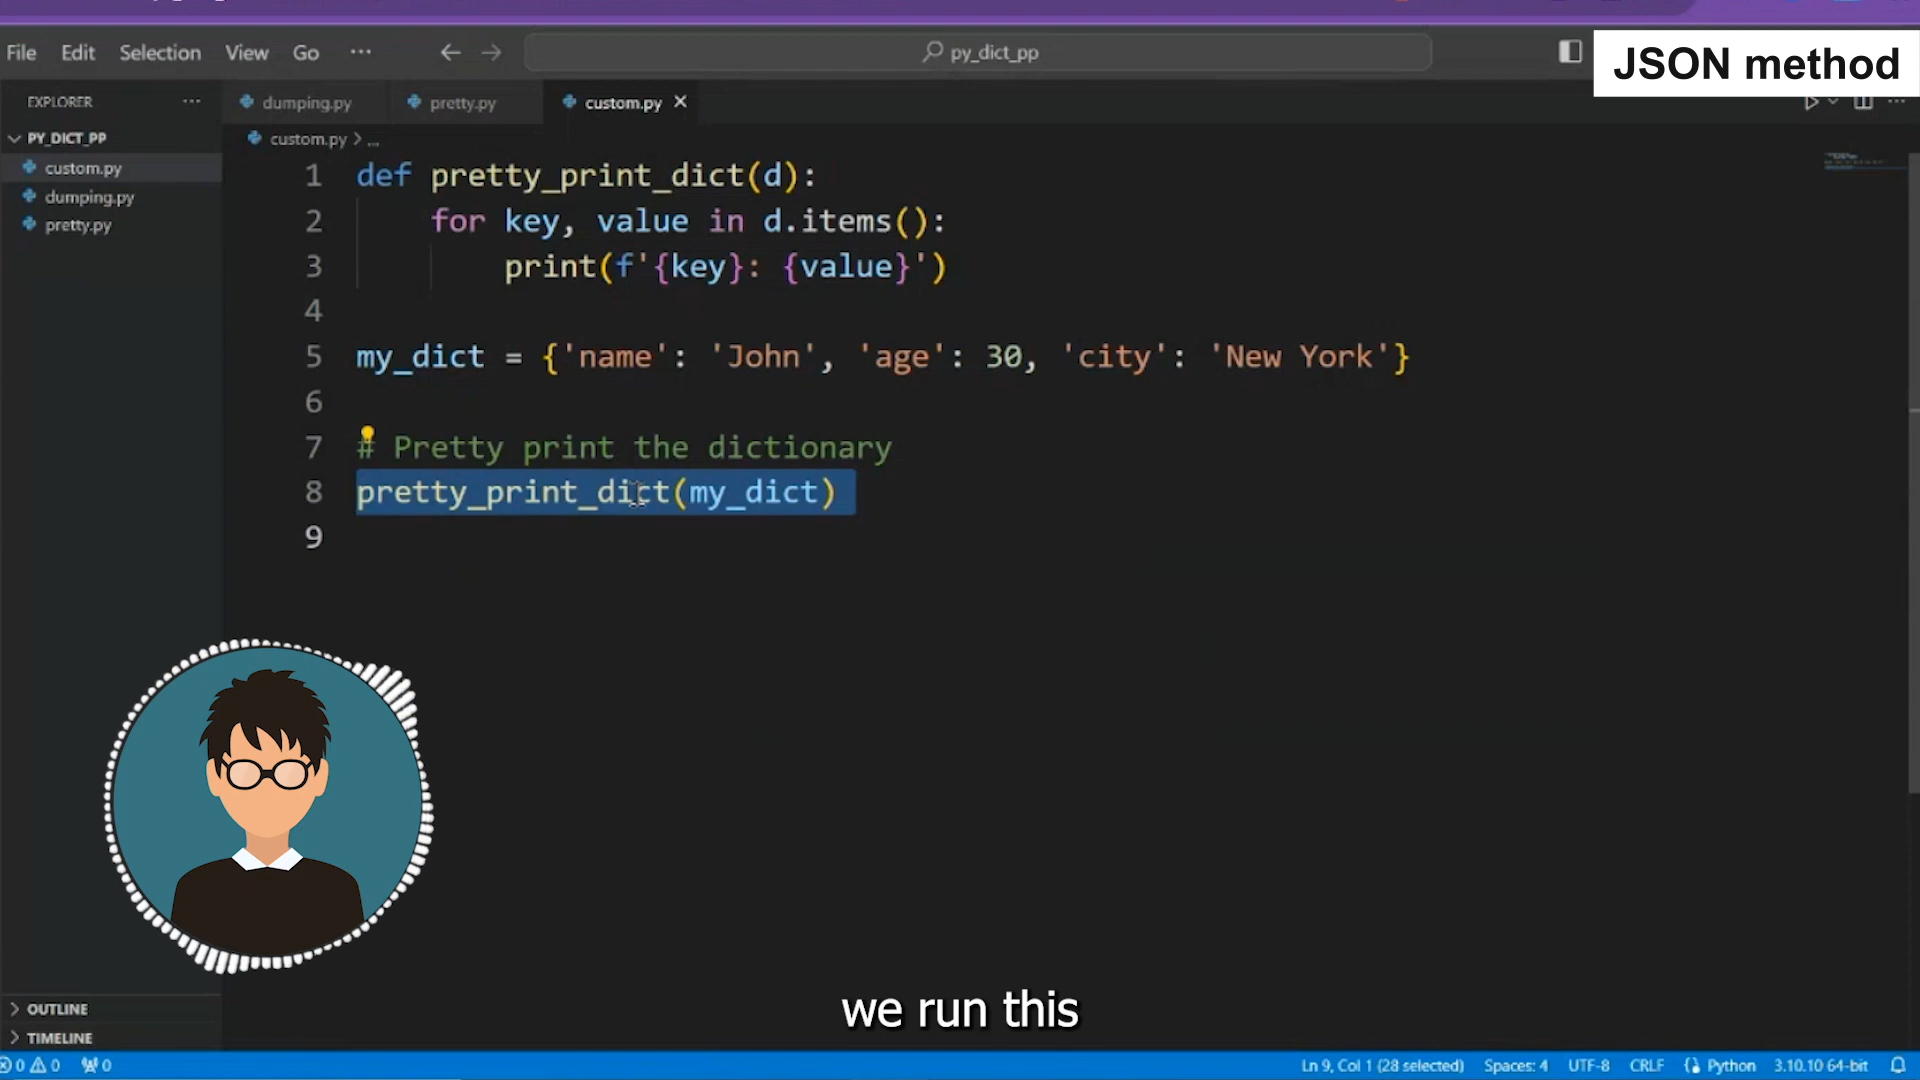 File Edit Selection View Go ···
py_dict_pp
JSON method
EXPLORER ···
dumping.py
pretty.py
custom.py
PY_DICT_PP
custom.py
dumping.py
pretty.py
custom.py > ...
1 def pretty_print_dict(d):
2 for key, value in d.items():
3 print(f'{key}: {value}')
4
5 my_dict = {'name': 'John', 'age': 30, 'city': 'New York'}
6
7 # Pretty print the dictionary
8 pretty_print_dict(my_dict)
9
we run this
OUTLINE
TIMELINE
0 0 0
Ln 9, Col 1 (28 selected) Spaces: 4 UTF-8 CRLF Python 3.10.10 64-bit